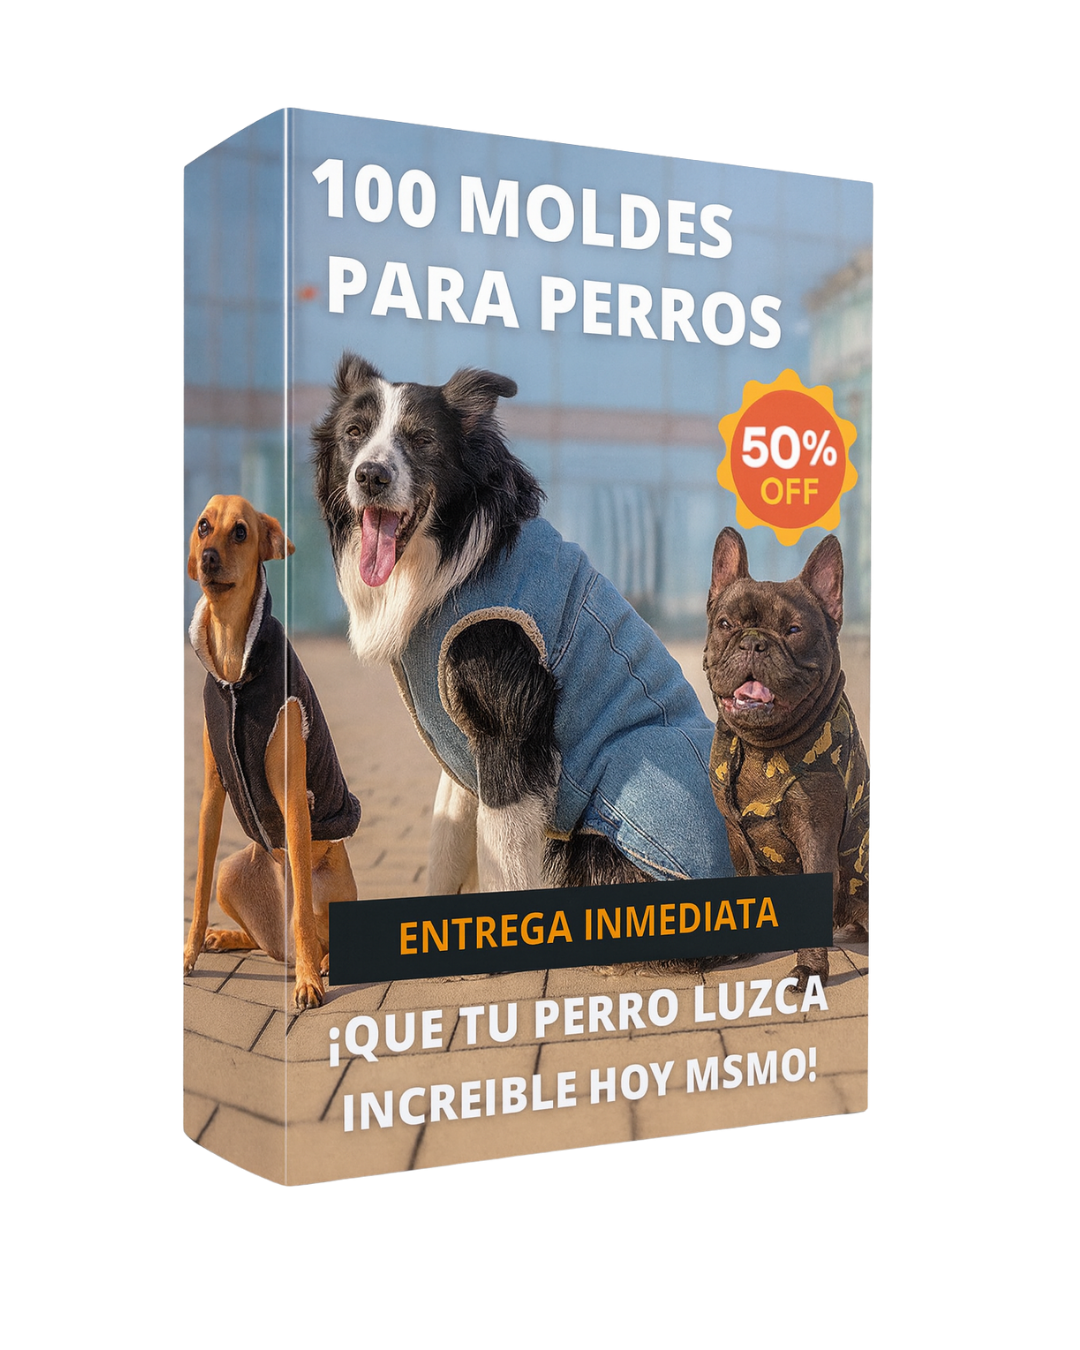 100 MOLDES
PARA PERROS
50%
OFF
ENTREGA INMEDIATA
¡QUE TU PERRO LUZCA
INCREIBLE HOY MSMO!